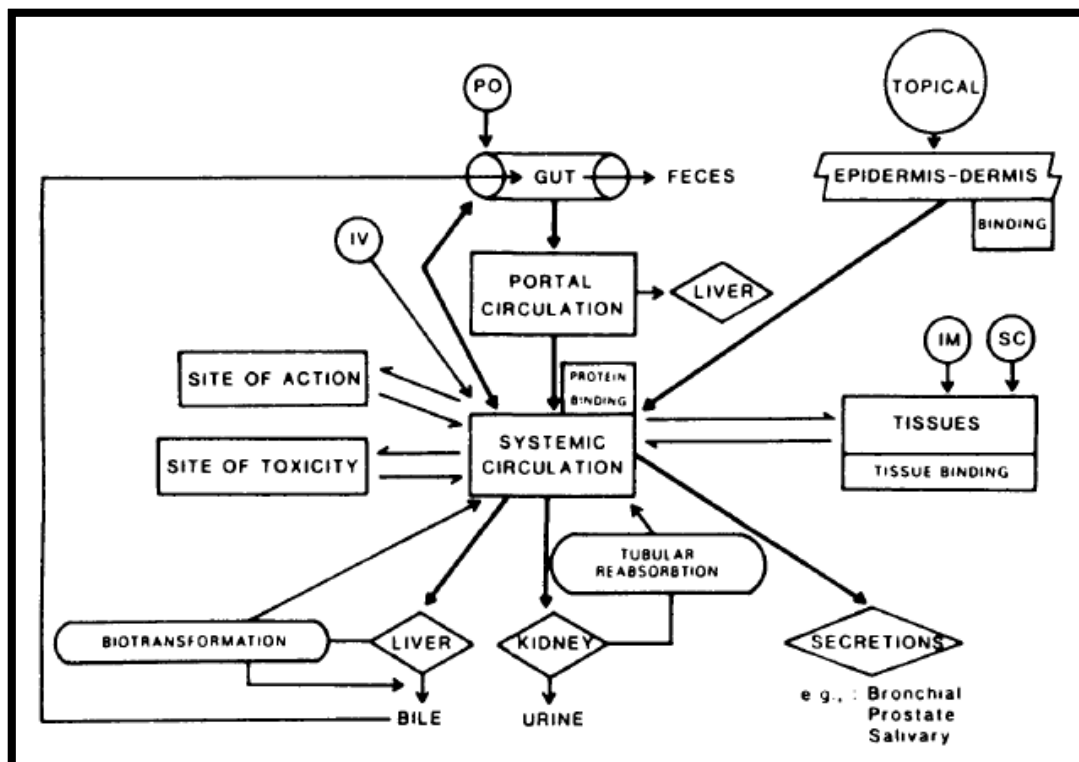 PO
TOPICAL
GUT
FECES
EPIDERMIS-DERMIS
BINDING
IV
PORTAL
CIRCULATION
LIVER
IM
SC
SITE OF ACTION
PROTEIN
BINDING
TISSUES
SYSTEMIC
CIRCULATION
SITE OF TOXICITY
TISSUE BINDING
TUBULAR
REABSORBTION
BIOTRANSFORMATION
LIVER
KIDNEY
SECRETIONS
BILE
URINE
e g., : Bronchial
Prostate
Salivary